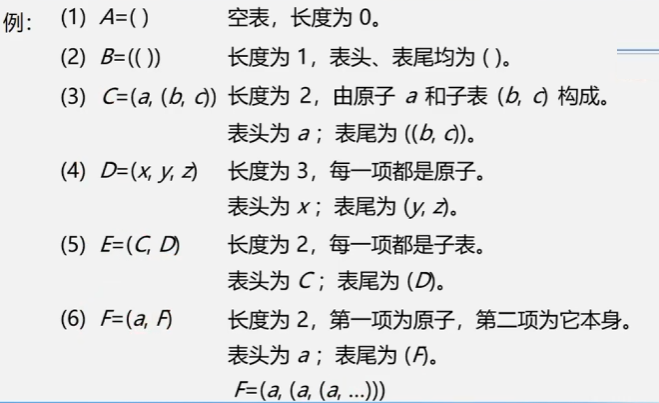 例: (1) A=( ) 空表，长度为 0。
(2) B=(( )) 长度为 1，表头、表尾均为 ( )。
(3) C=(a, (b, c)) 长度为 2，由原子 a 和子表 (b, c) 构成。
表头为 a ；表尾为 ((b, c))。
(4) D=(x, y, z) 长度为 3，每一项都是原子。
表头为 x ；表尾为 (y, z)。
(5) E=(C, D) 长度为 2，每一项都是子表。
表头为 C ；表尾为 (D)。
(6) F=(a, F) 长度为 2，第一项为原子，第二项为它本身。
表头为 a ；表尾为 (F)。
F=(a, (a, (a, ...)))